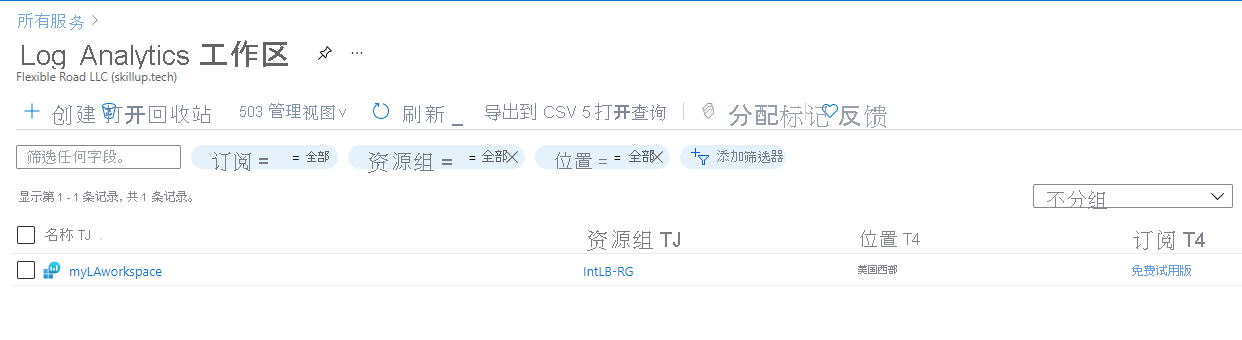 所有服务
Log Analytics 工作区 ...
Flexible Road LLC (skillup.tech)
创建 打开回收站 503 管理视图 刷新 _ 导出到 CSV 5 打开查询 分配标记 反馈
筛选任何字段。 订阅 = = 全部 资源组 = = 全部 位置 = = 全部 添加筛选器
显示第 1 - 1 条记录, 共 1 条记录。 不分组
名称 TJ . 资源组 TJ 位置 T4 订阅 T4
myLAworkspace IntLB-RG 美国西部 免费试用版